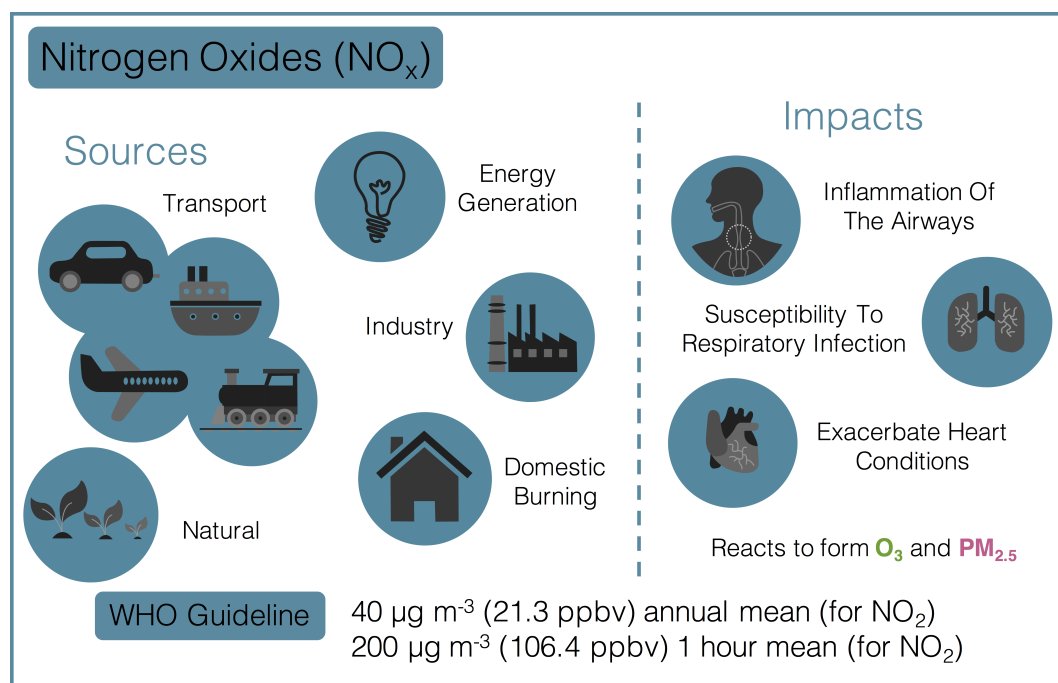 Nitrogen Oxides (NOₓ)
Sources
Transport
Energy
Generation
Industry
Domestic
Burning
Natural
Impacts
Inflammation Of
The Airways
Susceptibility To
Respiratory Infection
Exacerbate Heart
Conditions
Reacts to form O₃ and PM₂.₅
WHO Guideline
40 µg m⁻³ (21.3 ppbv) annual mean (for NO₂)
200 µg m⁻³ (106.4 ppbv) 1 hour mean (for NO₂)